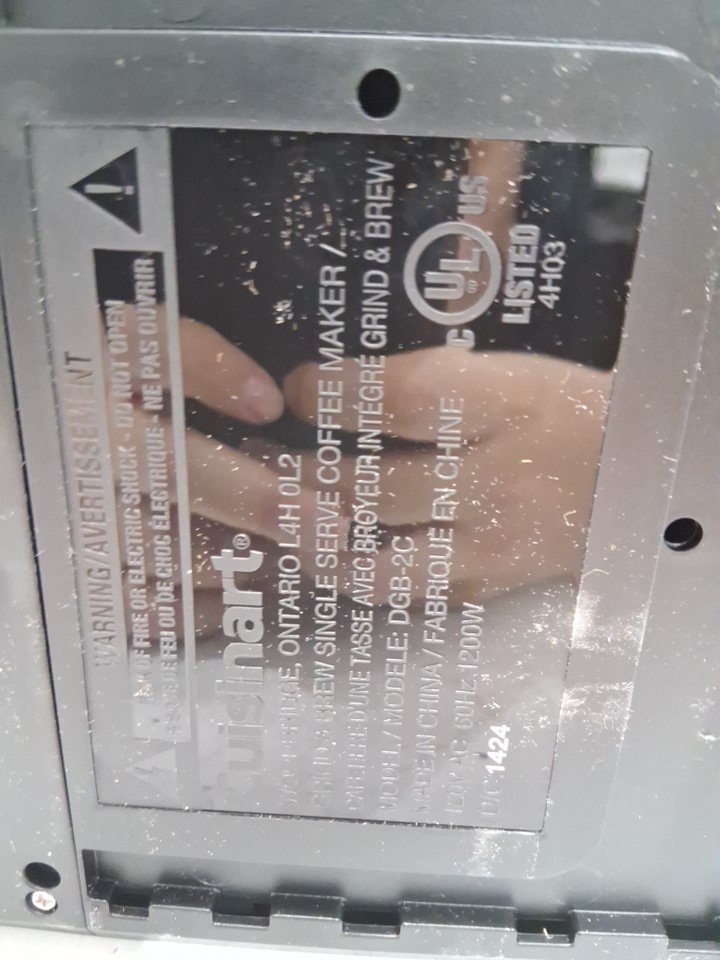 WARNING/AVERTISSEMENT
RISK OF FIRE OR ELECTRIC SHOCK - DO NOT OPEN
RISQUE DE FEU OU DE CHOC ÉLECTRIQUE - NE PAS OUVRIR
Cuisinart®
WOODBRIDGE, ONTARIO L4H 0L2
GRIND & BREW SINGLE SERVE COFFEE MAKER /
CAFETIÈRE D'UNE TASSE AVEC BROYEUR INTÉGRÉ GRIND & BREW
MODEL / MODELE: DGB-2C
MADE IN CHINA / FABRIQUÉ EN CHINE
120V AC 60Hz 1200W
D/C 1424
C UL® US
LISTED
4H03